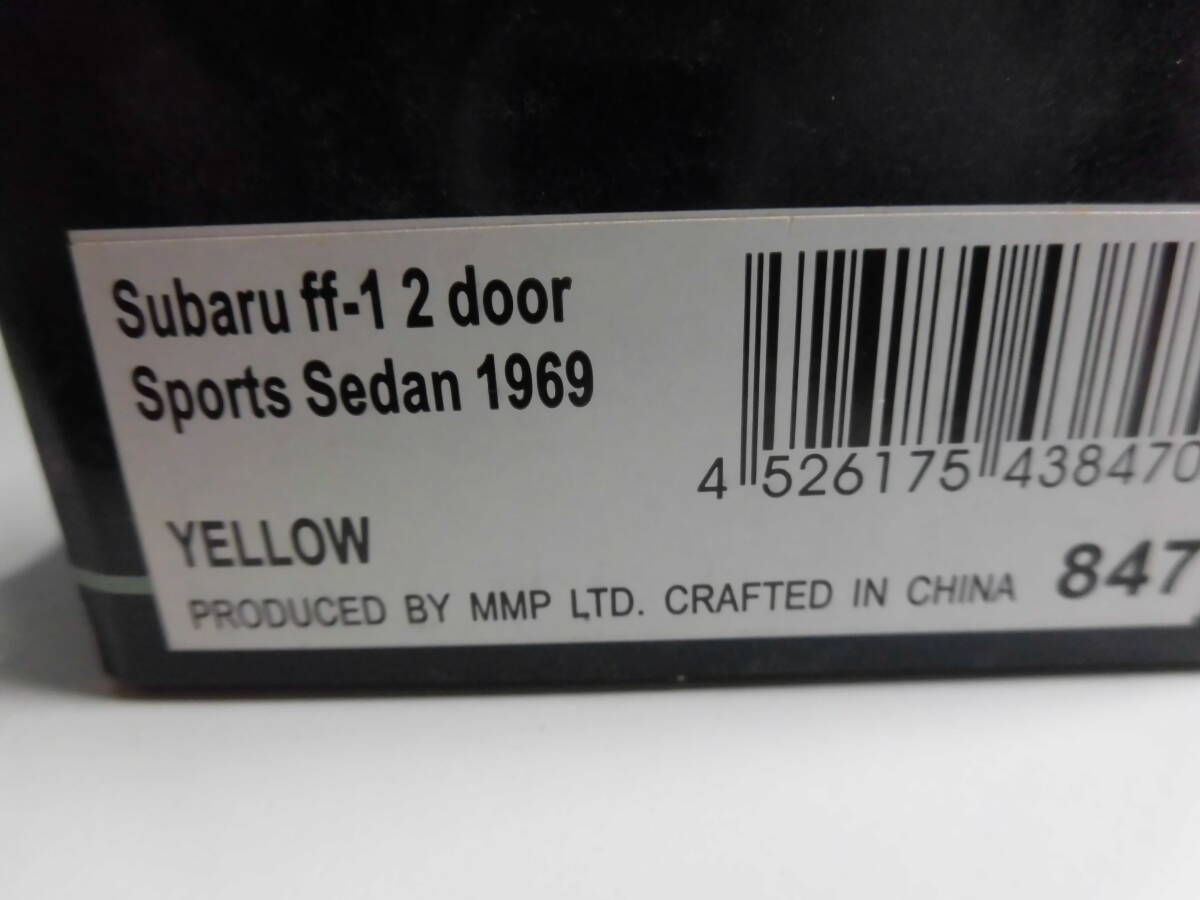 Subaru ff-1 2 door
Sports Sedan 1969
4 526175 438470
YELLOW
PRODUCED BY MMP LTD. CRAFTED IN CHINA 847